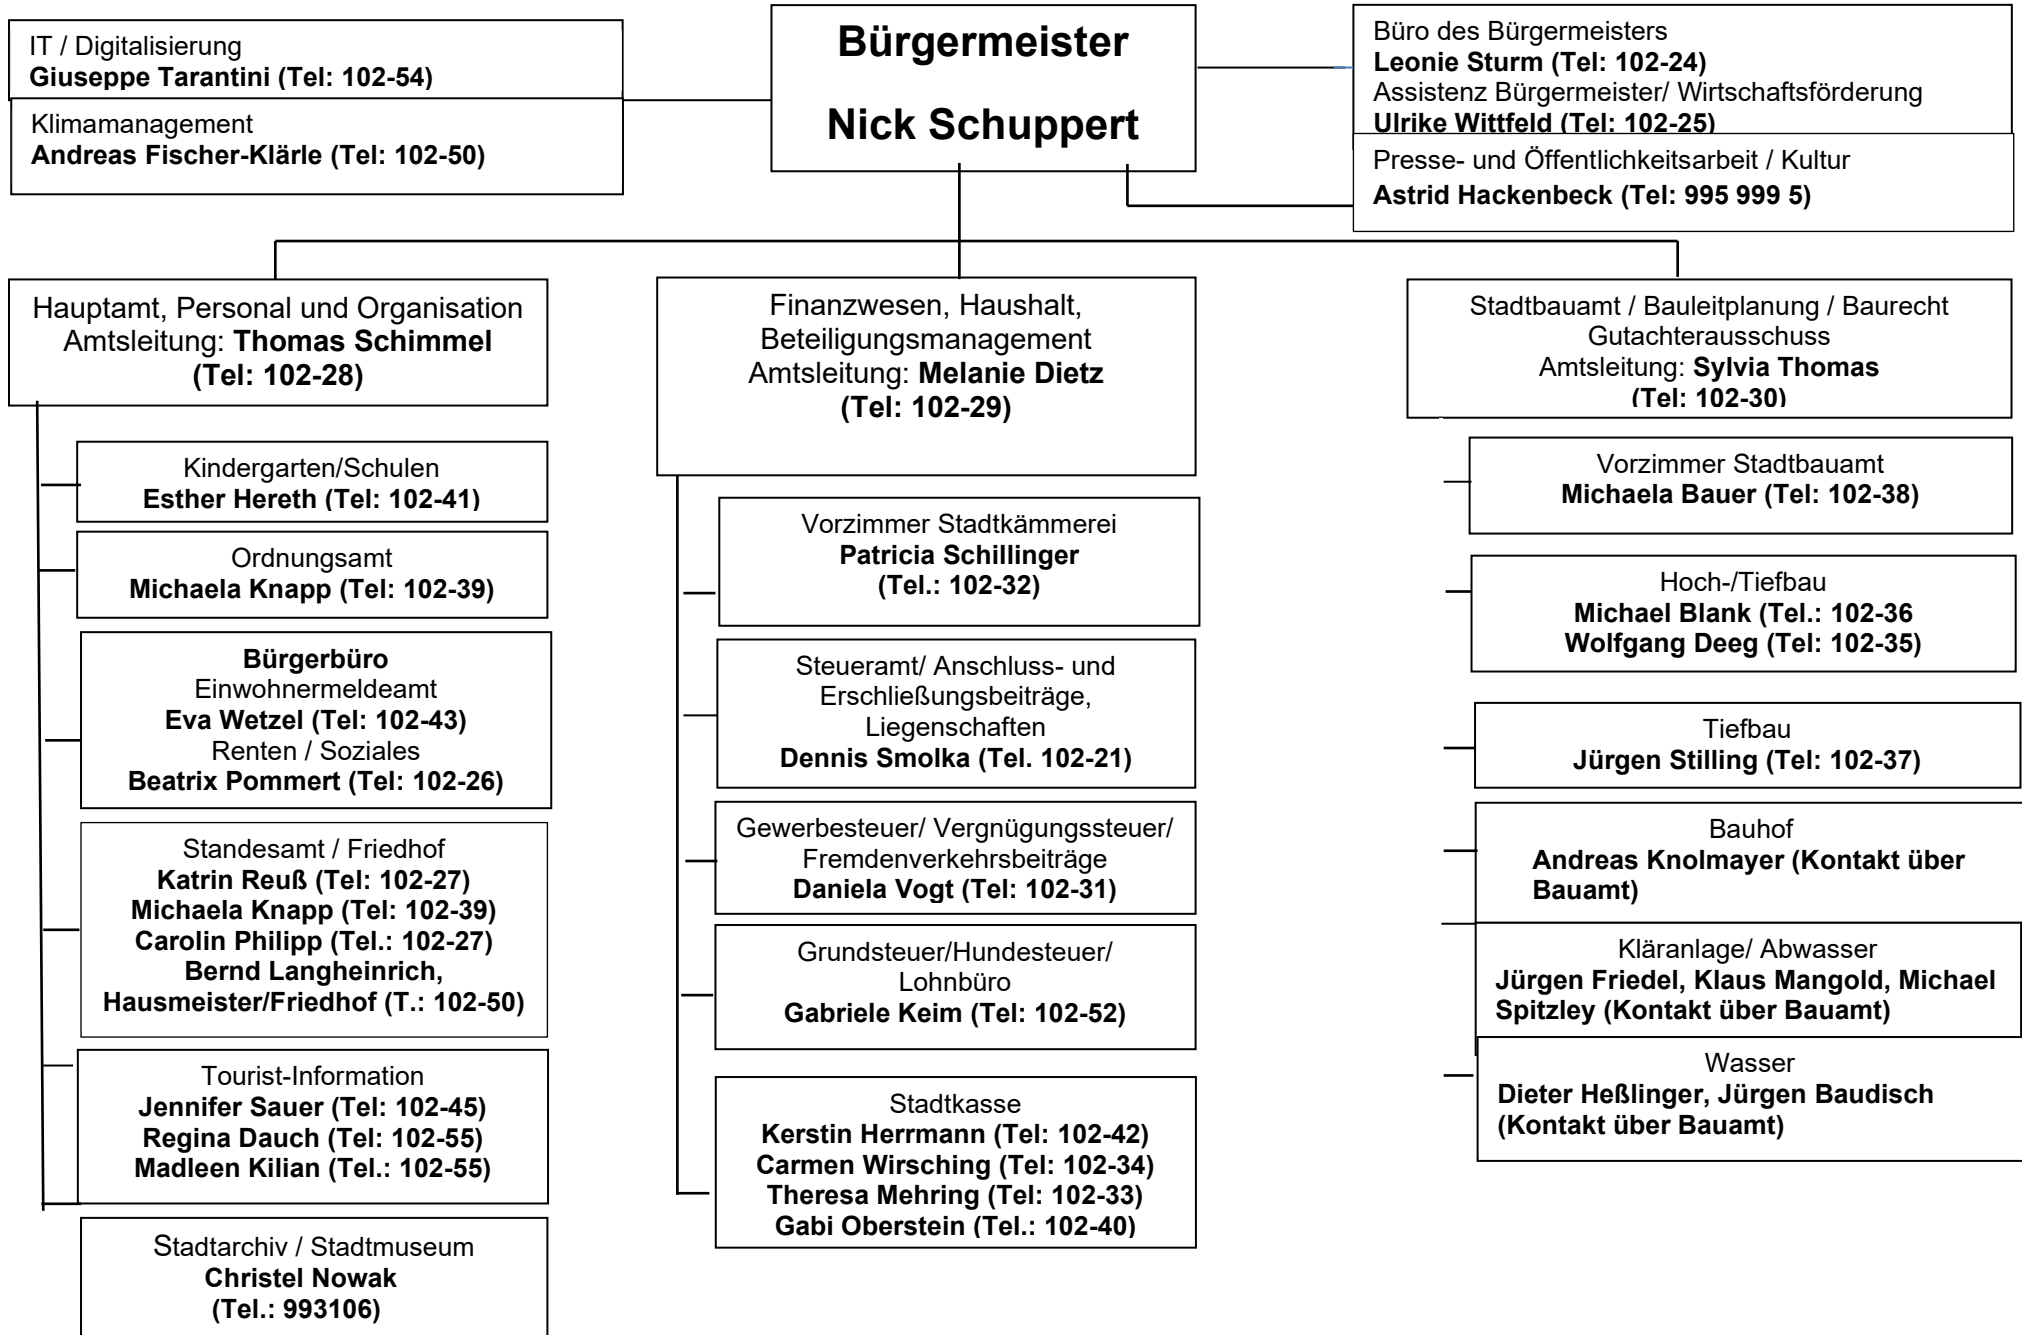 IT / Digitalisierung
Giuseppe Tarantini (Tel: 102-54)
Klimamanagement
Andreas Fischer-Klärle (Tel: 102-50)
Bürgermeister
Nick Schuppert
Büro des Bürgermeisters
Leonie Sturm (Tel: 102-24)
Assistenz Bürgermeister/ Wirtschaftsförderung
Ulrike Wittfeld (Tel: 102-25)
Presse- und Öffentlichkeitsarbeit / Kultur
Astrid Hackenbeck (Tel: 995 999 5)
Hauptamt, Personal und Organisation
Amtsleitung: Thomas Schimmel
(Tel: 102-28)
Kindergarten/Schulen
Esther Hereth (Tel: 102-41)
Ordnungsamt
Michaela Knapp (Tel: 102-39)
Bürgerbüro
Einwohnermeldeamt
Eva Wetzel (Tel: 102-43)
Renten / Soziales
Beatrix Pommert (Tel: 102-26)
Standesamt / Friedhof
Katrin Reuß (Tel: 102-27)
Michaela Knapp (Tel: 102-39)
Carolin Philipp (Tel.: 102-27)
Bernd Langheinrich,
Hausmeister/Friedhof (T.: 102-50)
Tourist-Information
Jennifer Sauer (Tel: 102-45)
Regina Dauch (Tel: 102-55)
Madleen Kilian (Tel.: 102-55)
Stadtarchiv / Stadtmuseum
Christel Nowak
(Tel.: 993106)
Finanzwesen, Haushalt,
Beteiligungsmanagement
Amtsleitung: Melanie Dietz
(Tel: 102-29)
Vorzimmer Stadtkämmerei
Patricia Schillinger
(Tel.: 102-32)
Steueramt/ Anschluss- und
Erschließungsbeiträge,
Liegenschaften
Dennis Smolka (Tel. 102-21)
Gewerbesteuer/ Vergnügungssteuer/
Fremdenverkehrsbeiträge
Daniela Vogt (Tel: 102-31)
Grundsteuer/Hundesteuer/
Lohnbüro
Gabriele Keim (Tel: 102-52)
Stadtkasse
Kerstin Herrmann (Tel: 102-42)
Carmen Wirsching (Tel: 102-34)
Theresa Mehring (Tel: 102-33)
Gabi Oberstein (Tel.: 102-40)
Stadtbauamt / Bauleitplanung / Baurecht
Gutachterausschuss
Amtsleitung: Sylvia Thomas
(Tel: 102-30)
Vorzimmer Stadtbauamt
Michaela Bauer (Tel: 102-38)
Hoch-/Tiefbau
Michael Blank (Tel.: 102-36
Wolfgang Deeg (Tel: 102-35)
Tiefbau
Jürgen Stilling (Tel: 102-37)
Bauhof
Andreas Knolmayer (Kontakt über
Bauamt)
Kläranlage/ Abwasser
Jürgen Friedel, Klaus Mangold, Michael
Spitzley (Kontakt über Bauamt)
Wasser
Dieter Heßlinger, Jürgen Baudisch
(Kontakt über Bauamt)